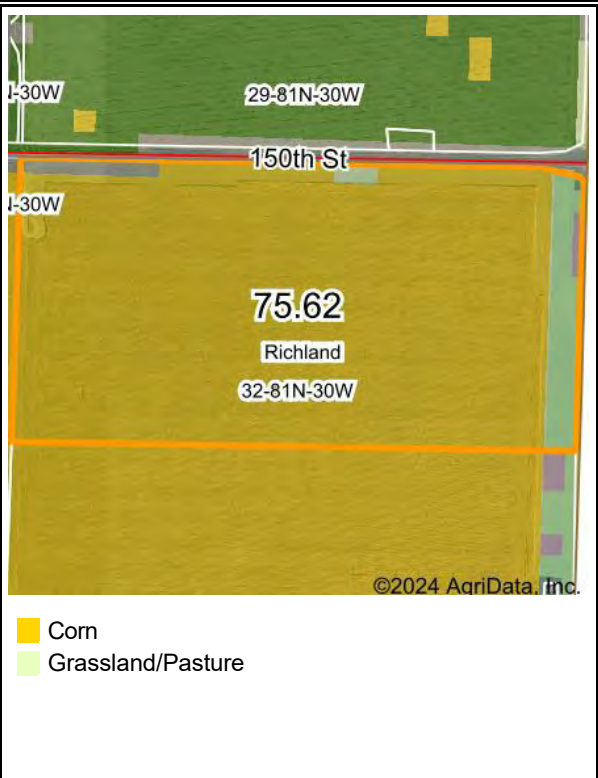 N-30W
29-81N-30W
150th St
N-30W
75.62
Richland
32-81N-30W
©2024 AgriData, Inc.
Corn
Grassland/Pasture